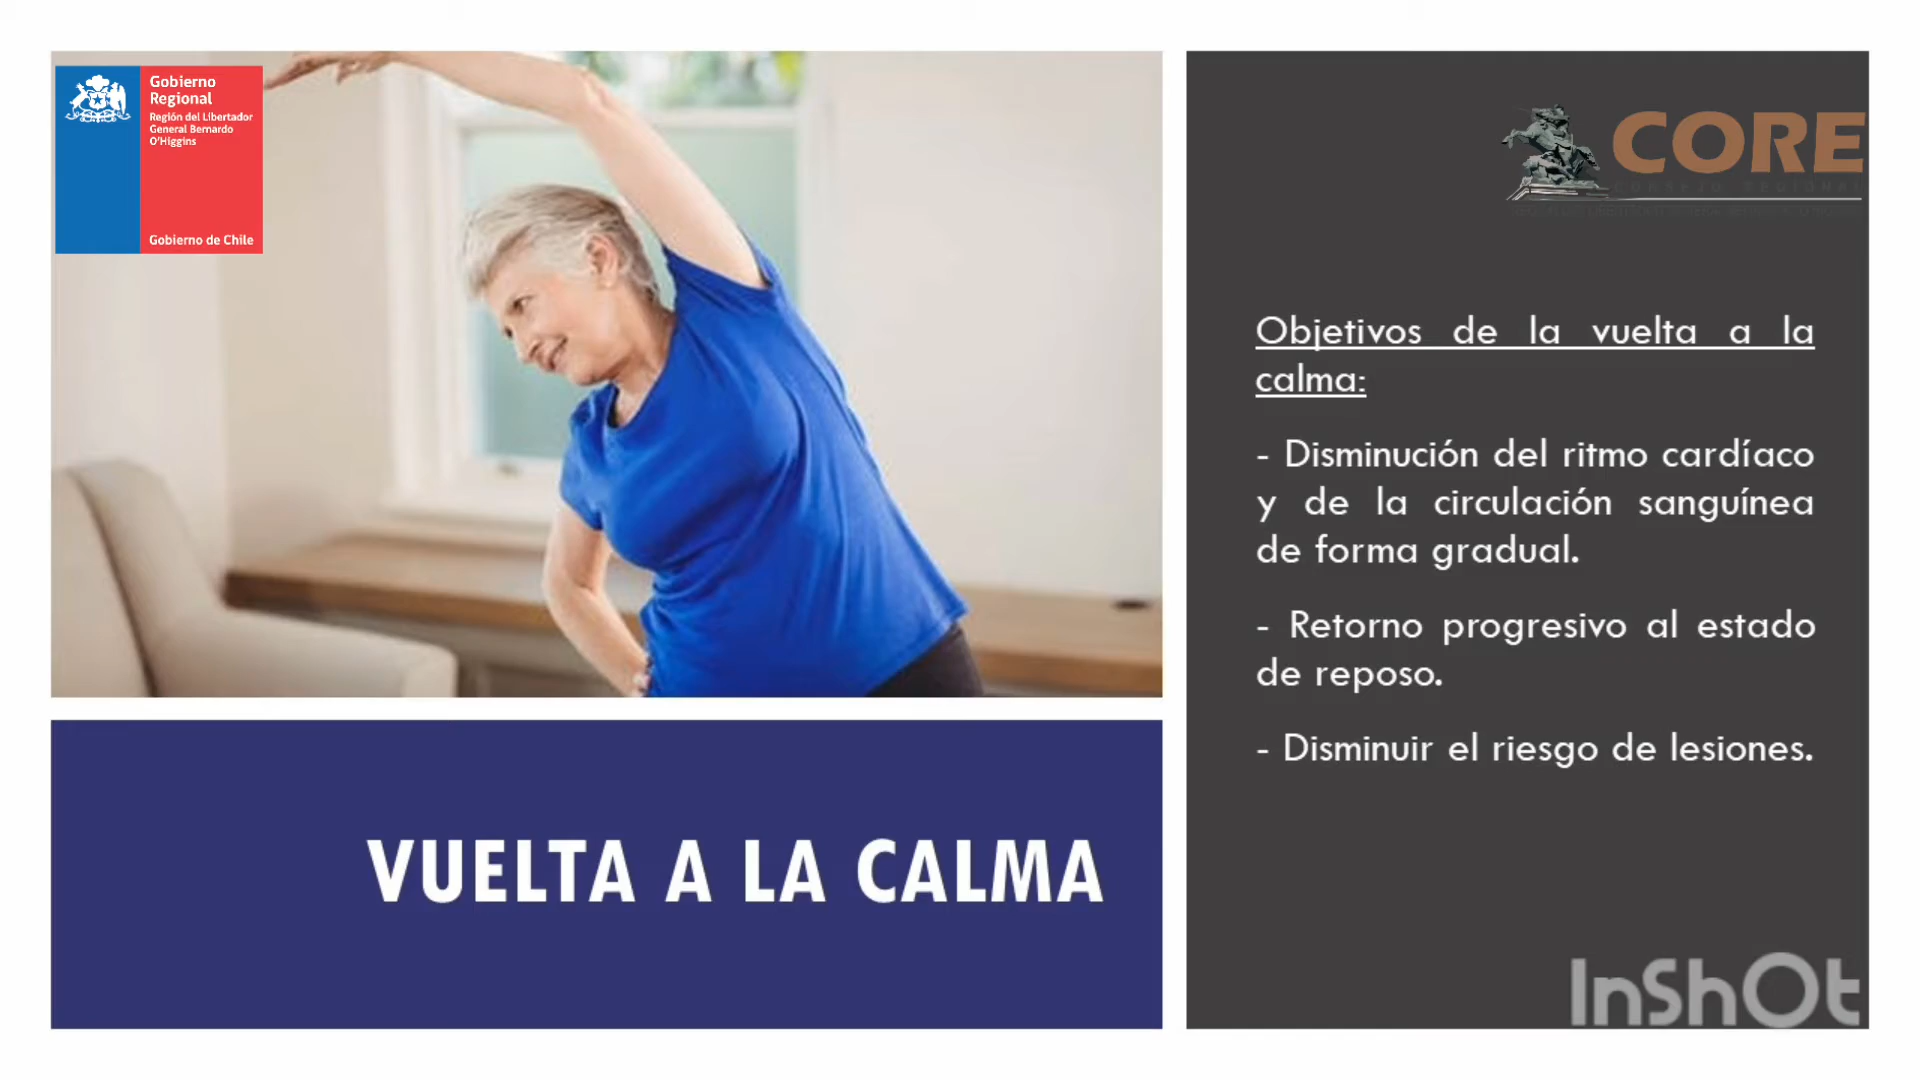 Gobierno
Regional
Región del Libertador
General Bernardo
O'Higgins
Gobierno de Chile
CORE
CONSEJO REGIONAL
Objetivos de la vuelta a la
calma:
- Disminución del ritmo cardíaco
y de la circulación sanguínea
de forma gradual.
- Retorno progresivo al estado
de reposo.
- Disminuir el riesgo de lesiones.
VUELTA A LA CALMA
InShOt